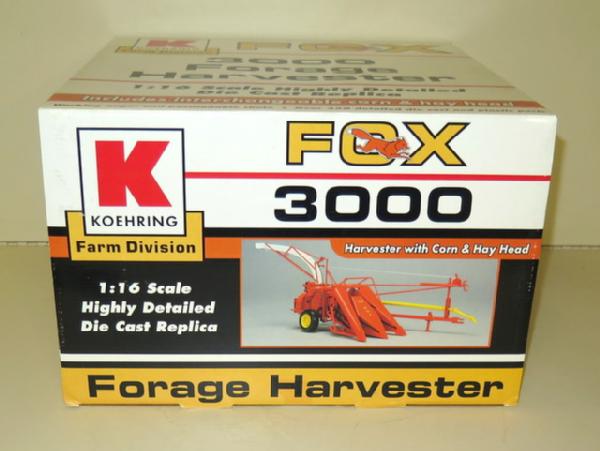 FOX
3000
Forage
Harvester
1:16 Scale Highly Detailed
Die Cast Replica
Includes interchangeable corn & hay head
K
KOEHRING
Farm Division
1:16 Scale
Highly Detailed
Die Cast Replica
FOX
3000
Harvester with Corn & Hay Head
Forage Harvester